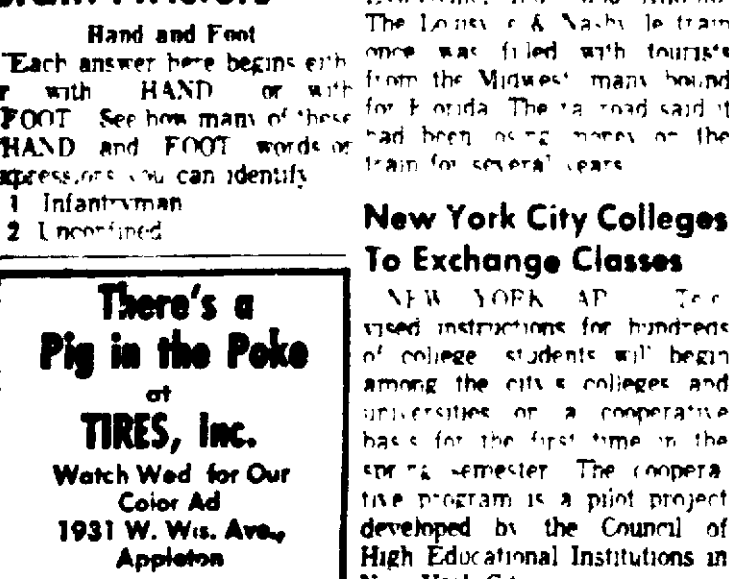 Hand and Foot
"Each answer here begins eith
r with HAND or with
FOOT See how many of these
HAND and FOOT words or
xpressions you can identify
1 Infantryman
2 Unconfined
There's a
Pig in the Poke
at
TIRES, Inc.
Watch Wed for Our
Color Ad
1931 W. Wis. Ave.,
Appleton
The Louisville & Nashville train
once was filled with tourists
from the Midwest many bound
for Florida The railroad said it
had been losing money on the
train for several years
New York City Colleges
To Exchange Classes
NEW YORK AP
vised instructions for hundreds
of college students will begin
among the city s colleges and
universities on a cooperative
basis for the first time in the
spring semester The coopera
tive program is a pilot project
developed by the Council of
High Educational Institutions in